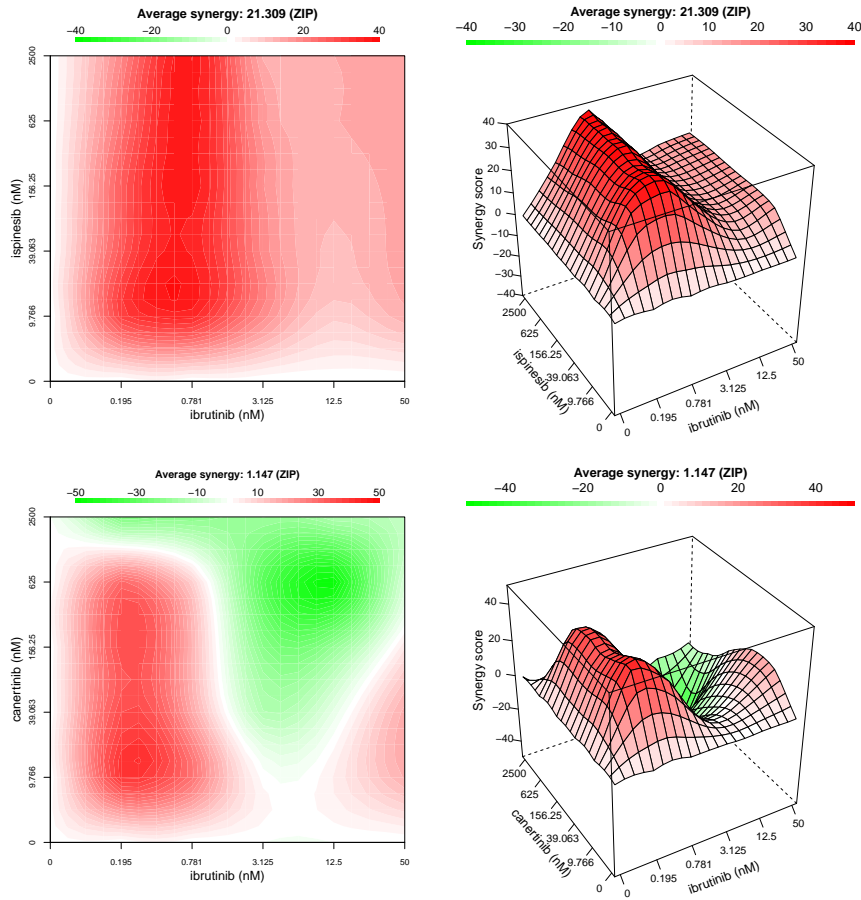 Average synergy: 21.309 (ZIP)
−40 −20 0 20 40
2500
625
156.25
39.063
9.766
0
ispinesib (nM)
0 0.195 0.781 3.125 12.5 50
ibrutinib (nM)
Average synergy: 21.309 (ZIP)
−40 −30 −20 −10 0 10 20 30 40
40
30
20
10
0
−10
−20
−30
−40
Synergy score
2500
625
156.25
39.063
9.766
0
ispinesib (nM)
0 0.195 0.781 3.125 12.5 50
ibrutinib (nM)
Average synergy: 1.147 (ZIP)
−50 −30 −10 10 30 50
2500
625
156.25
39.063
9.766
0
canertinib (nM)
0 0.195 0.781 3.125 12.5 50
ibrutinib (nM)
Average synergy: 1.147 (ZIP)
−40 −20 0 20 40
40
20
0
−20
−40
Synergy score
2500
625
156.25
39.063
9.766
0
canertinib (nM)
0 0.195 0.781 3.125 12.5 50
ibrutinib (nM)